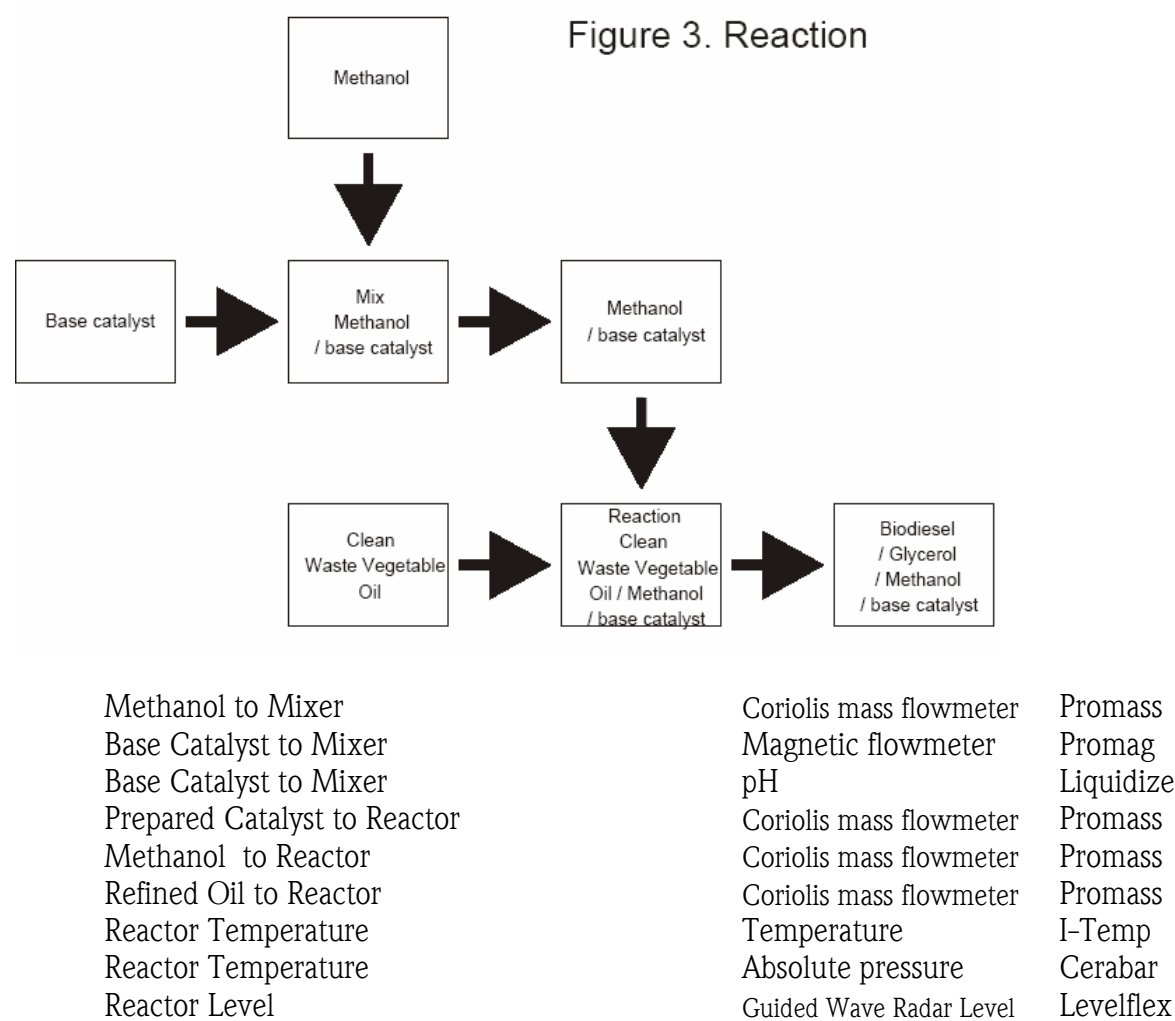 Figure 3. Reaction
Methanol
Base catalyst
Mix
Methanol
/ base catalyst
Methanol
/ base catalyst
Clean
Waste Vegetable
Oil
Reaction
Clean
Waste Vegetable
Oil / Methanol
/ base catalyst
Biodiesel
/ Glycerol
/ Methanol
/ base catalyst
Methanol to Mixer Coriolis mass flowmeter Promass
Base Catalyst to Mixer Magnetic flowmeter Promag
Base Catalyst to Mixer pH Liquidize
Prepared Catalyst to Reactor Coriolis mass flowmeter Promass
Methanol to Reactor Coriolis mass flowmeter Promass
Refined Oil to Reactor Coriolis mass flowmeter Promass
Reactor Temperature Temperature I-Temp
Reactor Temperature Absolute pressure Cerabar
Reactor Level Guided Wave Radar Level Levelflex